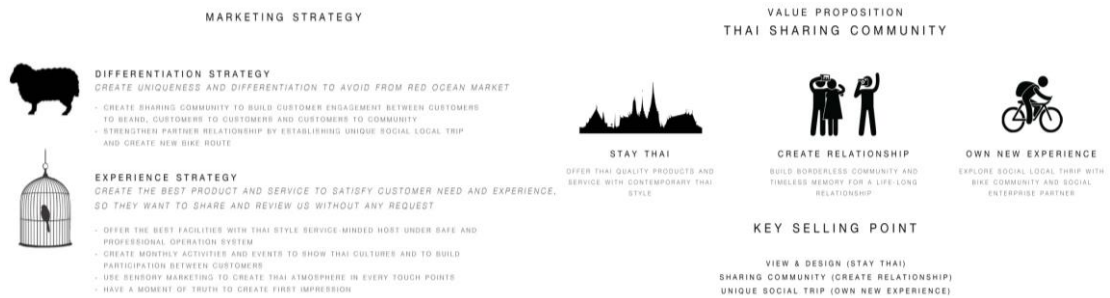 MARKETING STRATEGY
DIFFERENTIATION STRATEGY
CREATE UNIQUENESS AND DIFFERENTIATION TO AVOID FROM RED OCEAN MARKET
- CREATE SHARING COMMUNITY TO BUILD CUSTOMER ENGAGEMENT BETWEEN CUSTOMERS
TO BEAND, CUSTOMERS TO CUSTOMERS AND CUSTOMERS TO COMMUNITY
- STRENGTHEN PARTNER RELATIONSHIP BY ESTABLISHING UNIQUE SOCIAL LOCAL TRIP
AND CREATE NEW BIKE ROUTE
EXPERIENCE STRATEGY
CREATE THE BEST PRODUCT AND SERVICE TO SATISFY CUSTOMER NEED AND EXPERIENCE,
SO THEY WANT TO SHARE AND REVIEW US WITHOUT ANY REQUEST
- OFFER THE BEST FACILITIES WITH THAI STYLE SERVICE-MINDED HOST UNDER SAFE AND
PROFESSIONAL OPERATION SYSTEM
- CREATE MONTHLY ACTIVITIES AND EVENTS TO SHOW THAI CULTURES AND TO BUILD
PARTICIPATION BETWEEN CUSTOMERS
- USE SENSORY MARKETING TO CREATE THAI ATMOSPHERE IN EVERY TOUCH POINTS
- HAVE A MOMENT OF TRUTH TO CREATE FIRST IMPRESSION
VALUE PROPOSITION
THAI SHARING COMMUNITY
STAY THAI
OFFER THAI QUALITY PRODUCTS AND
SERVICE WITH CONTEMPORARY THAI
STYLE
CREATE RELATIONSHIP
BUILD BORDERLESS COMMUNITY AND
TIMELESS MEMORY FOR A LIFE-LONG
RELATIONSHIP
OWN NEW EXPERIENCE
EXPLORE SOCIAL LOCAL THRIP WITH
BIKE COMMUNITY AND SOCIAL
ENTERPRISE PARTNER
KEY SELLING POINT
VIEW & DESIGN (STAY THAI)
SHARING COMMUNITY (CREATE RELATIONSHIP)
UNIQUE SOCIAL TRIP (OWN NEW EXPERIENCE)